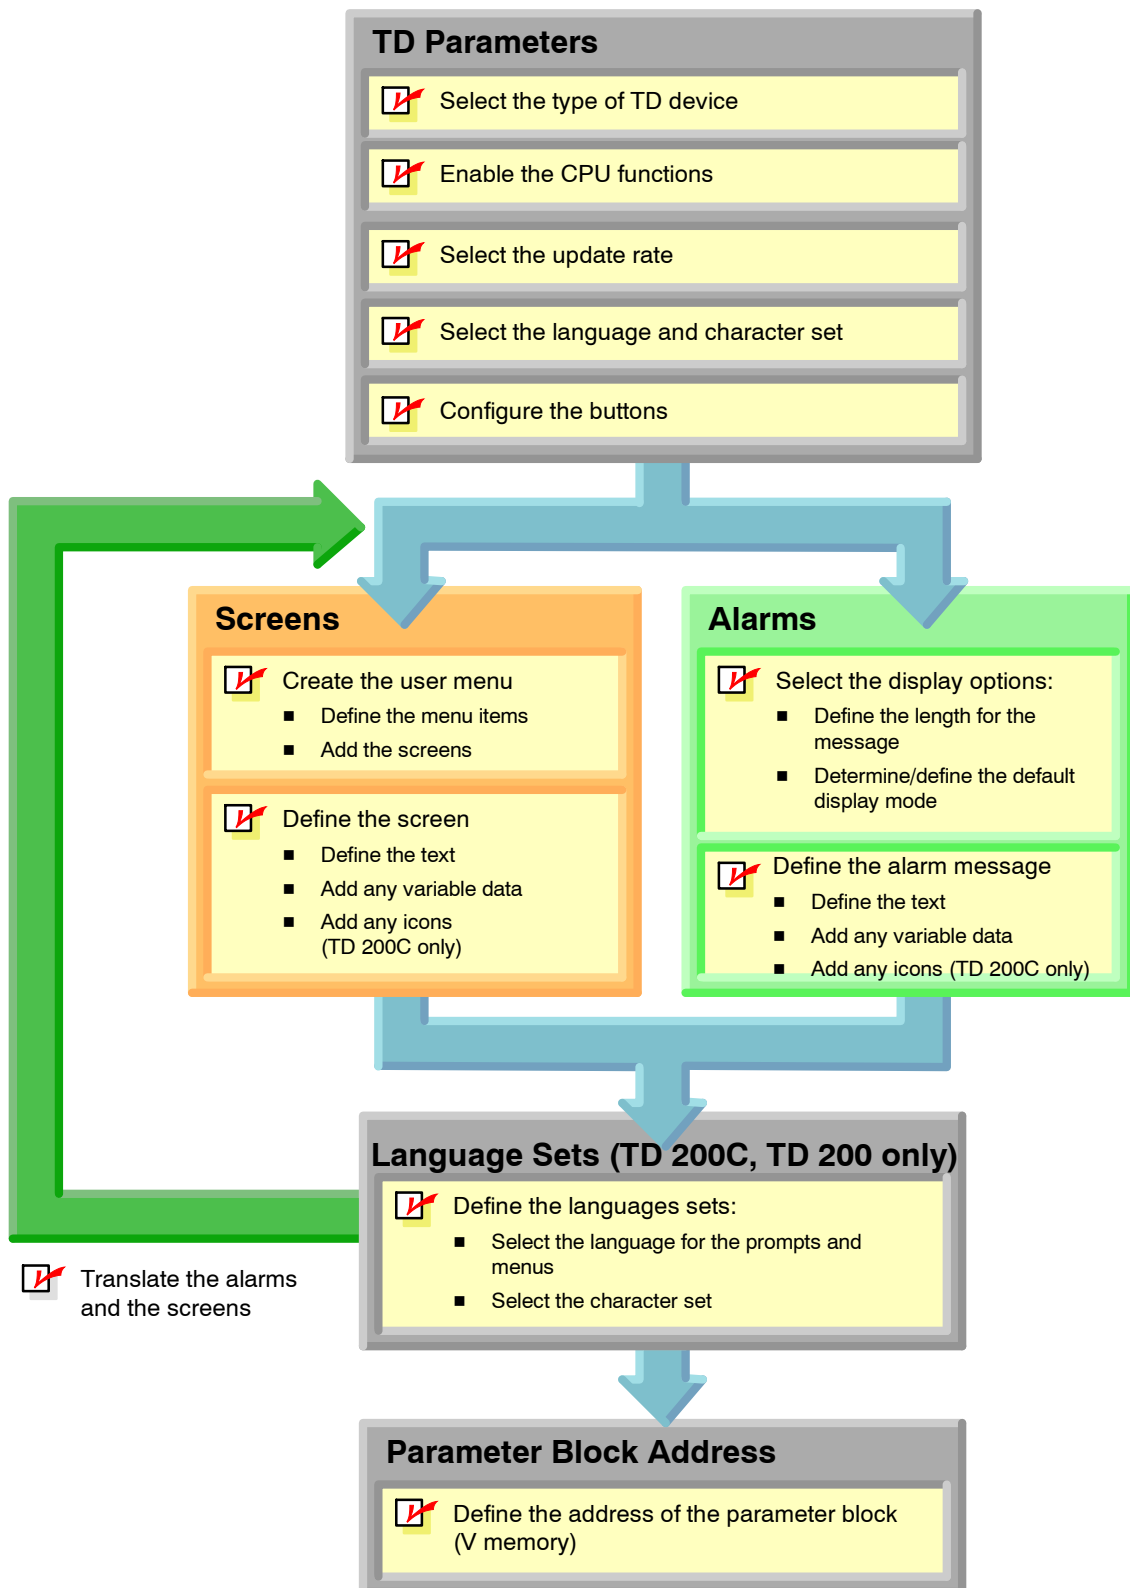 TD Parameters
Select the type of TD device
Enable the CPU functions
Select the update rate
Select the language and character set
Configure the buttons
Screens
Create the user menu
■ Define the menu items
■ Add the screens
Define the screen
■ Define the text
■ Add any variable data
■ Add any icons
(TD 200C only)
Alarms
Select the display options:
■ Define the length for the
message
■ Determine/define the default
display mode
Define the alarm message
■ Define the text
■ Add any variable data
■ Add any icons (TD 200C only)
Language Sets (TD 200C, TD 200 only)
Define the languages sets:
■ Select the language for the prompts and
menus
■ Select the character set
Translate the alarms
and the screens
Parameter Block Address
Define the address of the parameter block
(V memory)